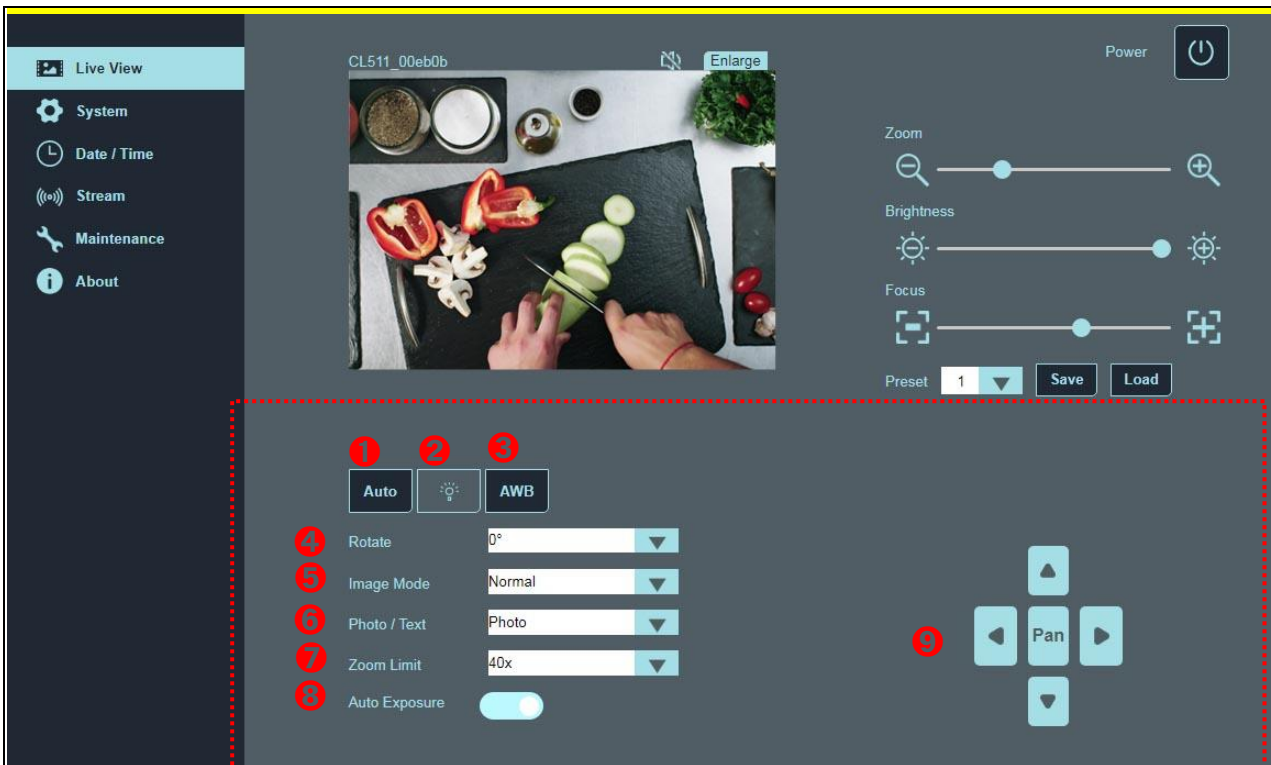 Live View
System
Date / Time
Stream
Maintenance
About
CL511_00eb0b
Enlarge
Power
Zoom
Brightness
Focus
Preset 1 Save Load
1 2 3
Auto AWB
4 Rotate 0°
5 Image Mode Normal
6 Photo / Text Photo
7 Zoom Limit 40x
8 Auto Exposure
9 Pan